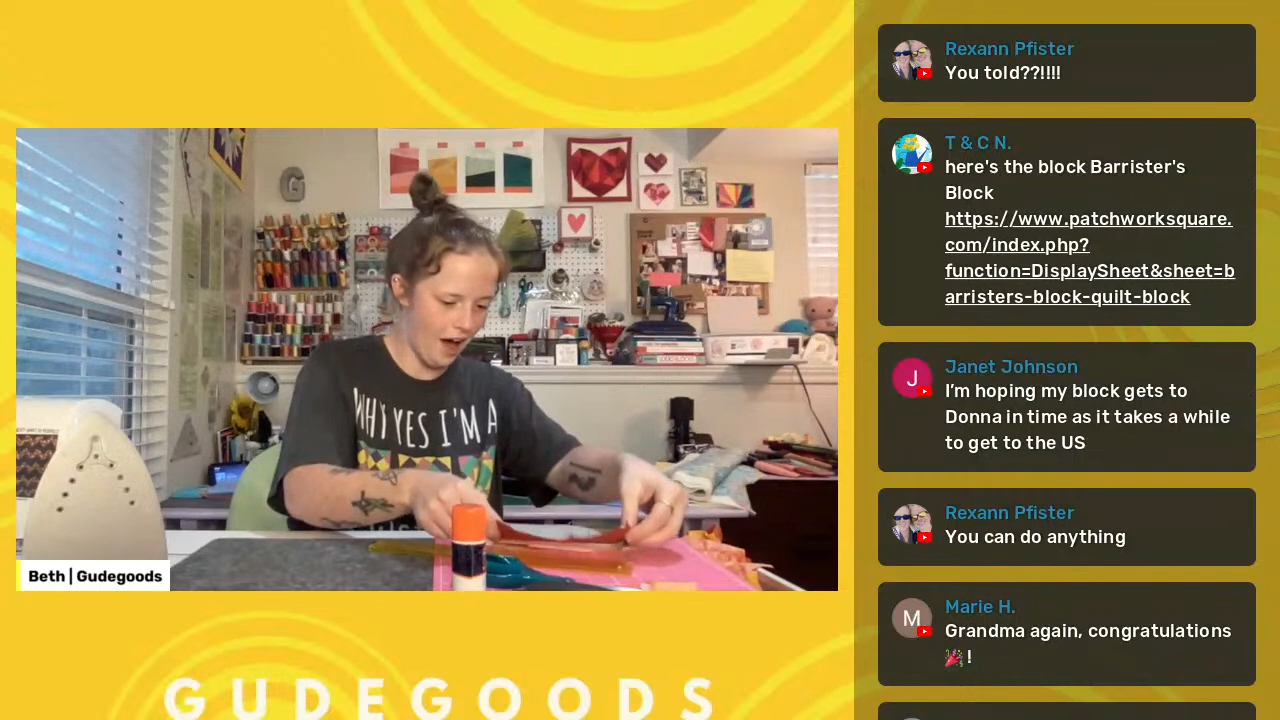 Rexann Pfister
You told??!!!!
T & C N.
here's the block Barrister's
Block
https://www.patchworksquare.
com/index.php?
function=DisplaySheet&sheet=b
arristers-block-quilt-block
J
Janet Johnson
I'm hoping my block gets to
Donna in time as it takes a while
to get to the US
Rexann Pfister
You can do anything
M
Marie H.
Grandma again, congratulations
🎉!
G
WHY YES I'M A
Beth | Gudegoods
GUDEGOODS